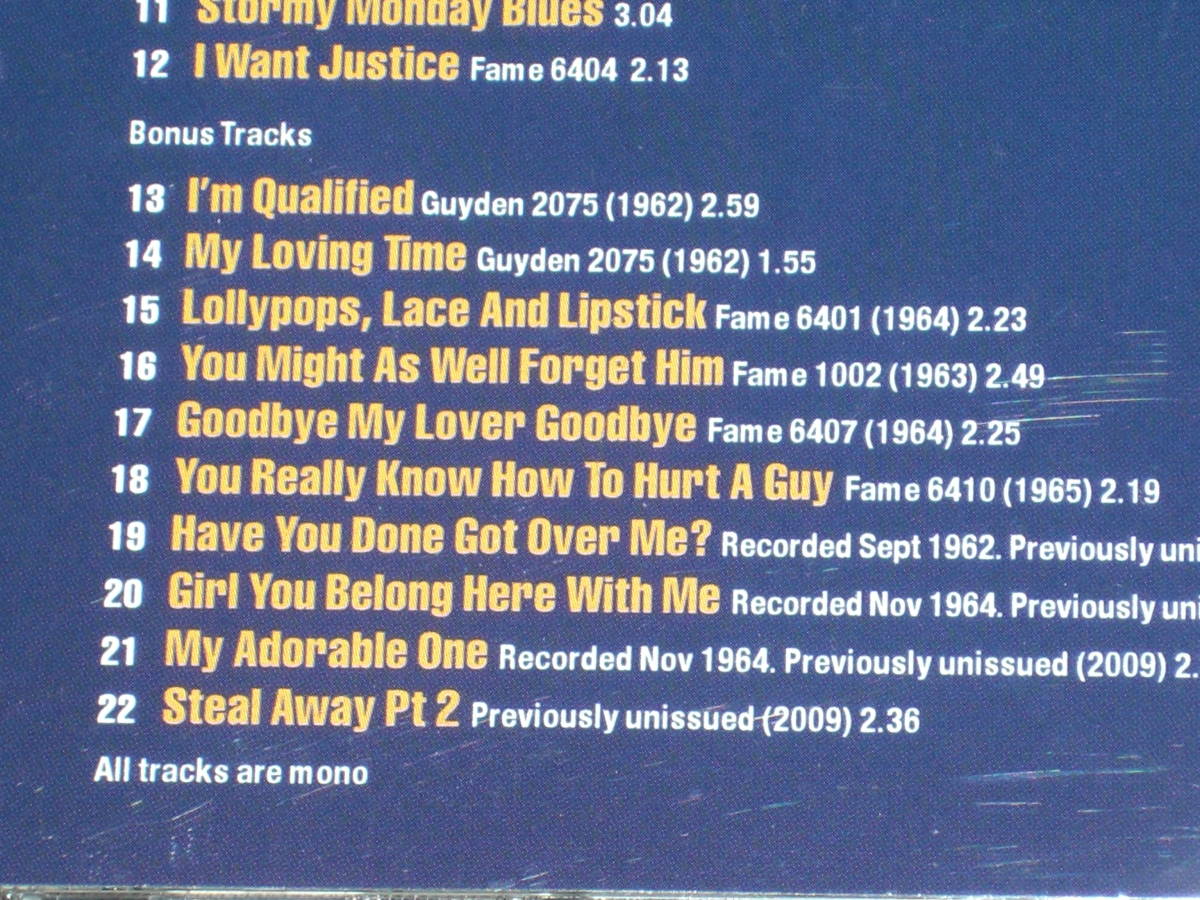 11 Stormy Monday Blues 3.04
12 I Want Justice Fame 6404 2.13
Bonus Tracks
13 I'm Qualified Guyden 2075 (1962) 2.59
14 My Loving Time Guyden 2075 (1962) 1.55
15 Lollypops, Lace And Lipstick Fame 6401 (1964) 2.23
16 You Might As Well Forget Him Fame 1002 (1963) 2.49
17 Goodbye My Lover Goodbye Fame 6407 (1964) 2.25
18 You Really Know How To Hurt A Guy Fame 6410 (1965) 2.19
19 Have You Done Got Over Me? Recorded Sept 1962. Previously
20 Girl You Belong Here With Me Recorded Nov 1964. Previously
21 My Adorable One Recorded Nov 1964. Previously unissued (2009) 2.
22 Steal Away Pt 2 Previously unissued (2009) 2.36
All tracks are mono